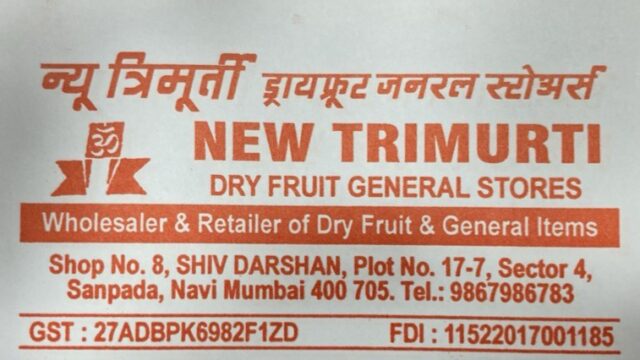 न्यू त्रिमूर्ती ड्रायफ्रूट जनरल स्टोअर्स
ॐ
NEW TRIMURTI
DRY FRUIT GENERAL STORES
Wholesaler & Retailer of Dry Fruit & General Items
Shop No. 8, SHIV DARSHAN, Plot No. 17-7, Sector 4,
Sanpada, Navi Mumbai 400 705. Tel.: 9867986783
GST : 27ADBPK6982F1ZD FDI : 11522017001185